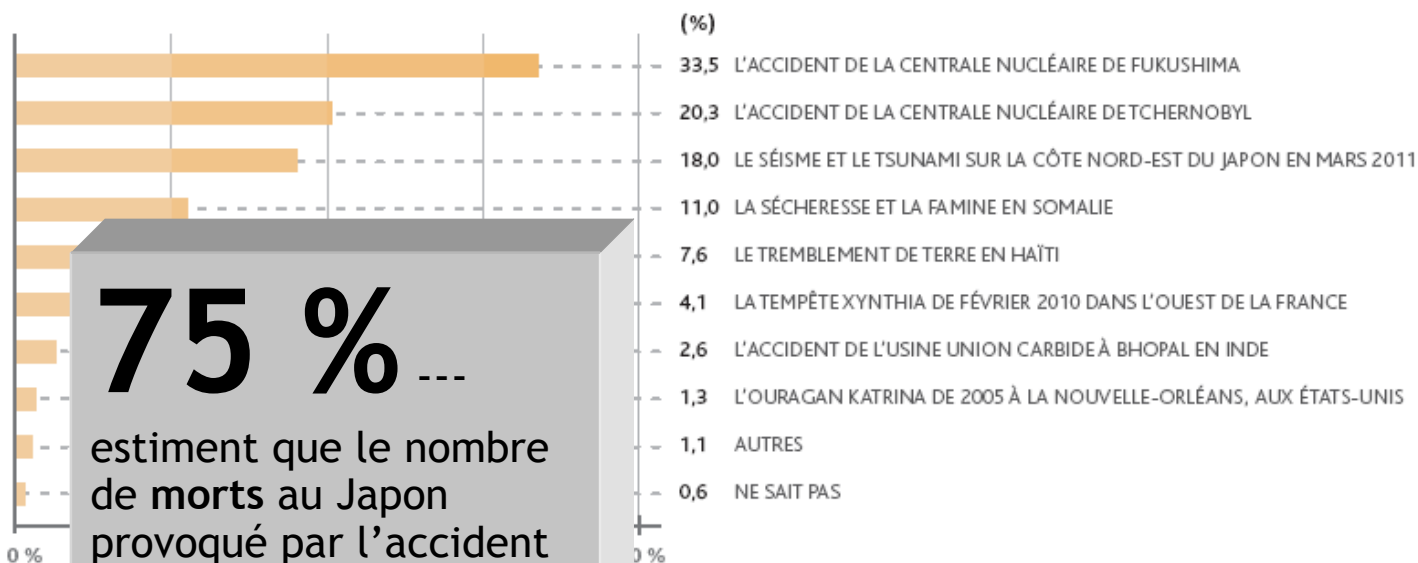 (%)
33,5 L'ACCIDENT DE LA CENTRALE NUCLÉAIRE DE FUKUSHIMA
20,3 L'ACCIDENT DE LA CENTRALE NUCLÉAIRE DE TCHERNOBYL
18,0 LE SÉISME ET LE TSUNAMI SUR LA CÔTE NORD-EST DU JAPON EN MARS 2011
11,0 LA SÉCHERESSE ET LA FAMINE EN SOMALIE
7,6 LE TREMBLEMENT DE TERRE EN HAÏTI
4,1 LA TEMPÊTE XYNTHIA DE FÉVRIER 2010 DANS L'OUEST DE LA FRANCE
2,6 L'ACCIDENT DE L'USINE UNION CARBIDE À BHOPAL EN INDE
1,3 L'OURAGAN KATRINA DE 2005 À LA NOUVELLE-ORLÉANS, AUX ÉTATS-UNIS
1,1 AUTRES
0,6 NE SAIT PAS
75 % ---
estiment que le nombre
de morts au Japon
provoqué par l'accident
0 %